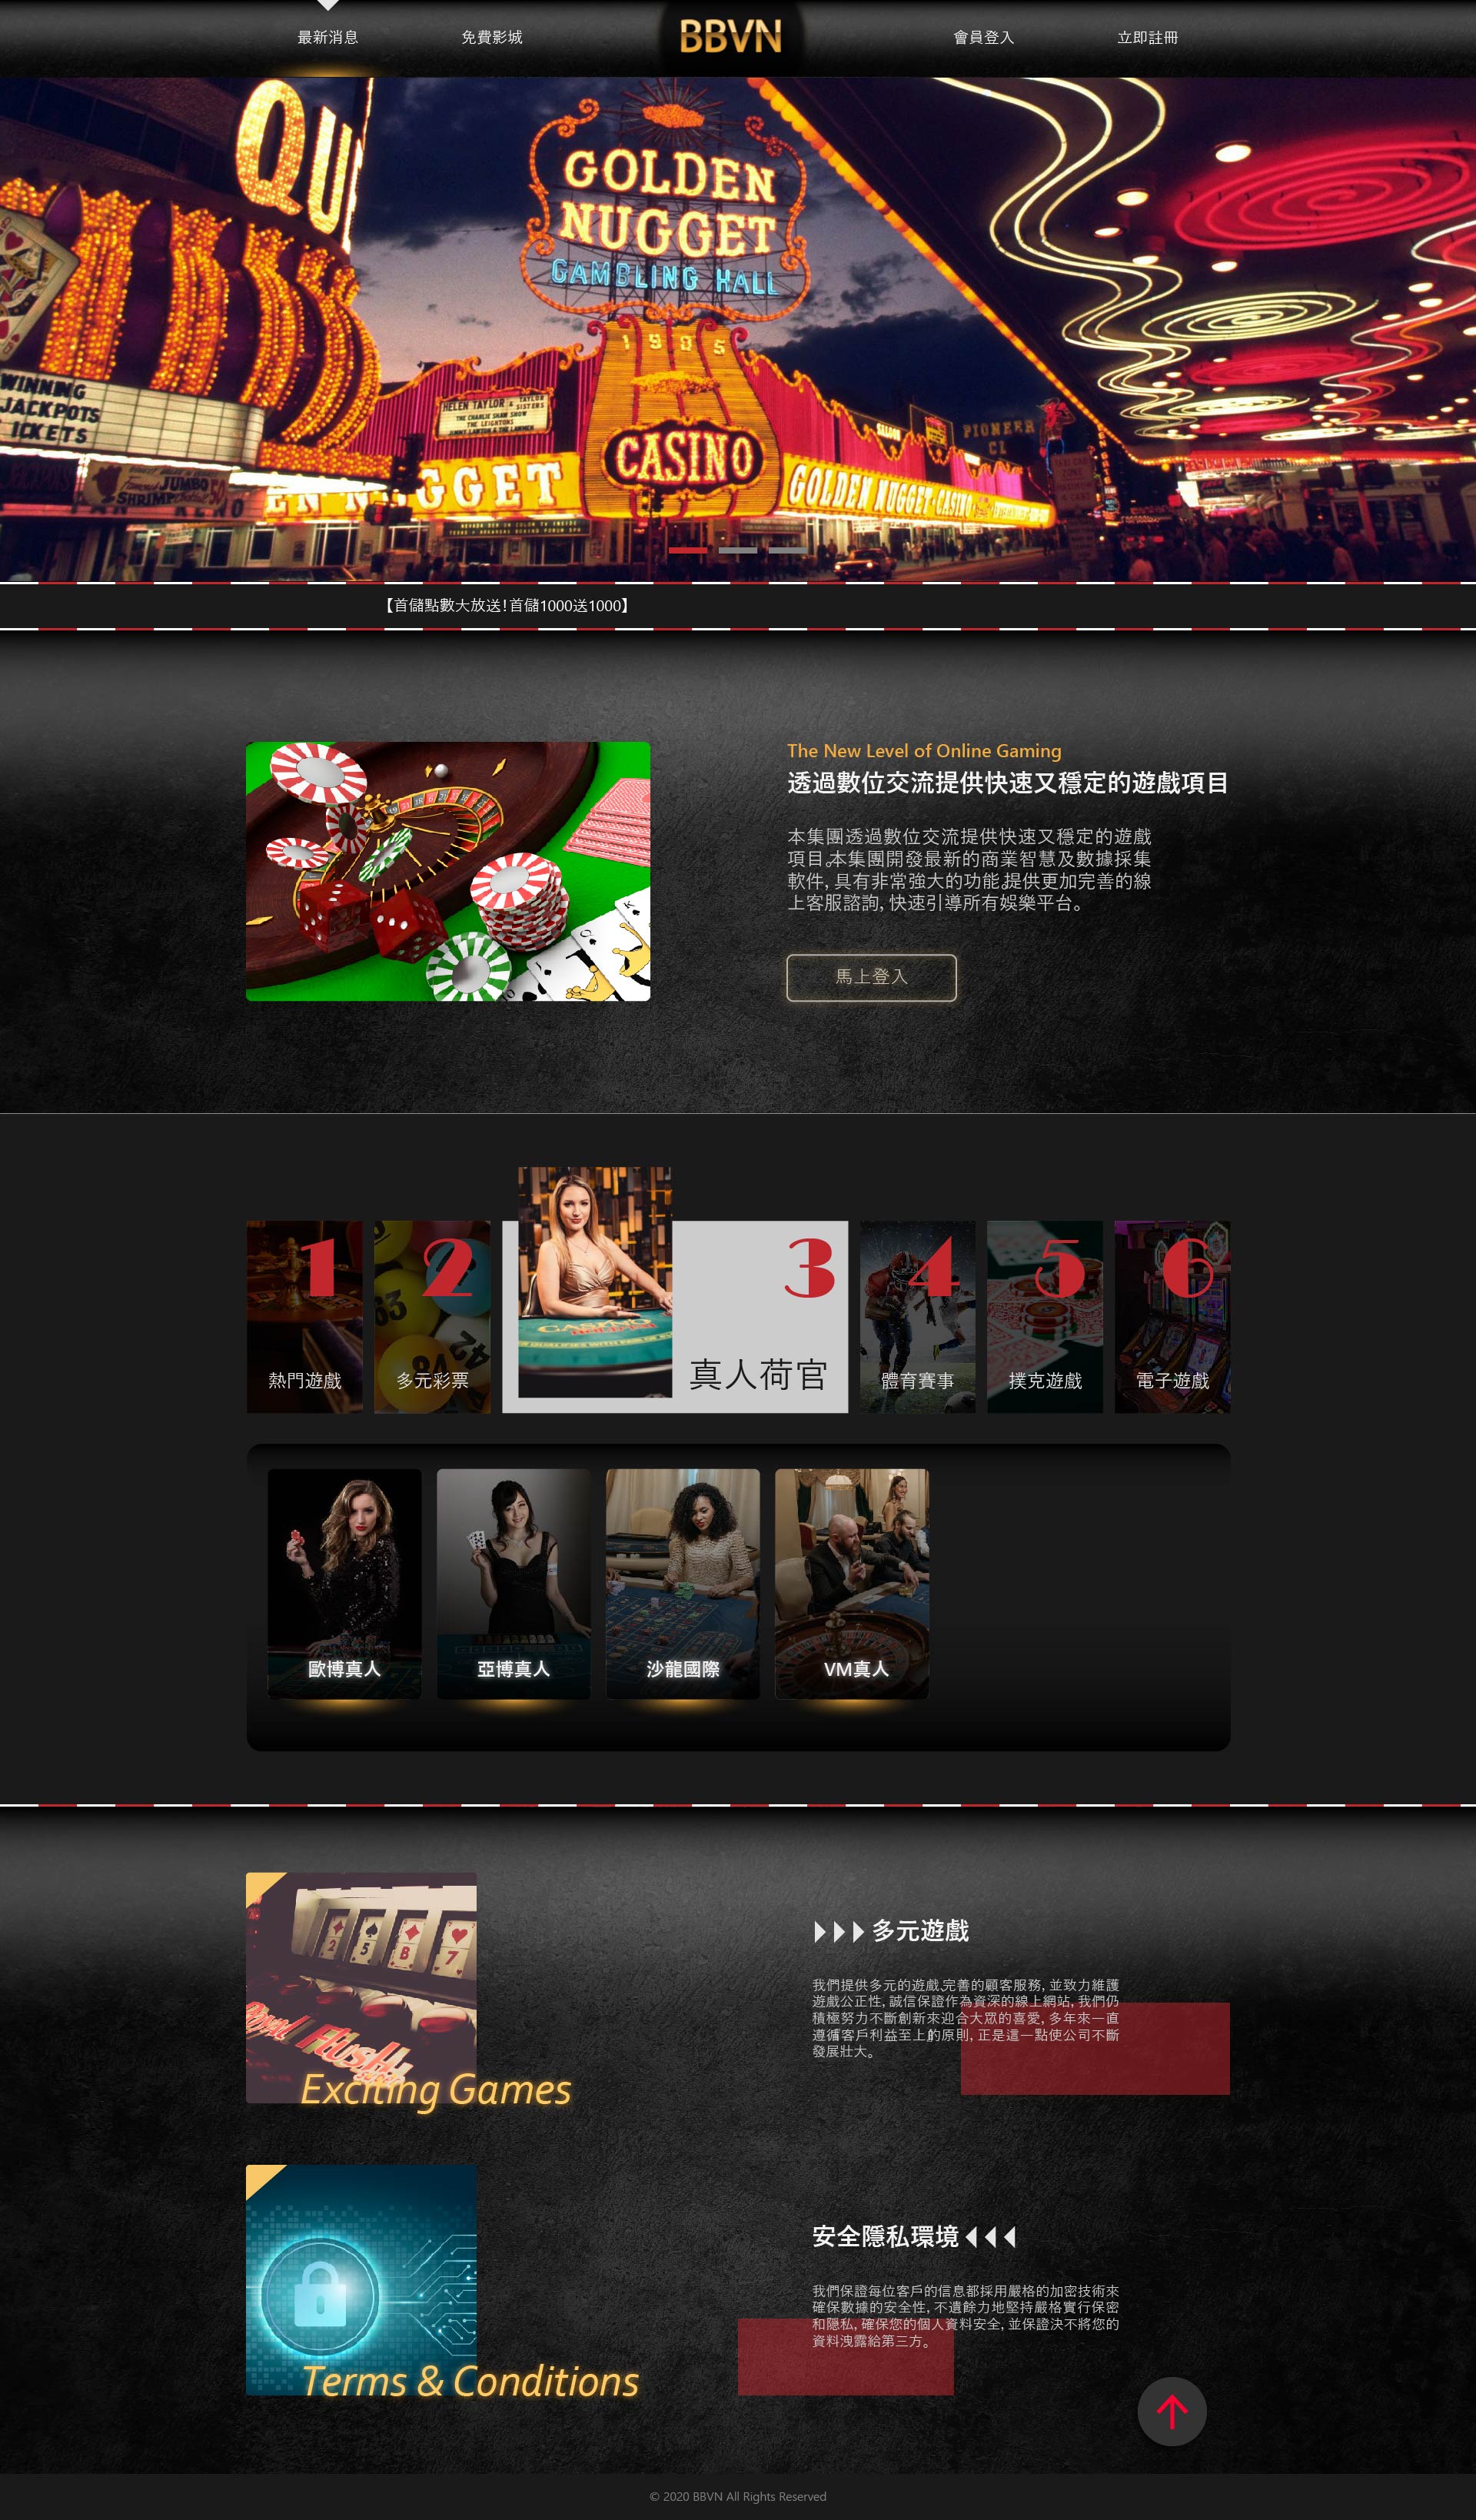 最新消息
免費影城
BBVN
會員登入
立即註冊
QU
GOLDEN
NUGGET
GAMBLING HALL
1905
WINNING
JACKPOTS
TICKETS
HELEN TAYLOR & TAYLOR SISTERS
PIONEER
CASINO
GOLDEN NUGGET CASINO
JUMBO
SHRIMP
【首儲點數大放送!首儲1000送1000】
The New Level of Online Gaming
透過數位交流提供快速又穩定的遊戲項目
本集團透過數位交流提供快速又穩定的遊戲
項目。本集團開發最新的商業智慧及數據採集
軟件, 具有非常強大的功能,提供更加完善的線
上客服諮詢, 快速引導所有娛樂平台。
馬上登入
1
熱門遊戲
2
多元彩票
3
真人荷官
4
體育賽事
5
撲克遊戲
6
電子遊戲
歐博真人
亞博真人
沙龍國際
VM真人
多元遊戲
我們提供多元的遊戲,完善的顧客服務, 並致力維護
遊戲公正性, 誠信保證作為資深的線上網站, 我們仍
積極努力不斷創新來迎合大眾的喜愛, 多年來一直
遵循"客戶利益至上"的原則, 正是這一點使公司不斷
發展壯大。
Exciting Games
安全隱私環境
我們保證每位客戶的信息都採用嚴格的加密技術來
確保數據的安全性, 不遺餘力地堅持嚴格實行保密
和隱私, 確保您的個人資料安全, 並保證決不將您的
資料洩露給第三方。
Terms & Conditions
© 2020 BBVN All Rights Reserved